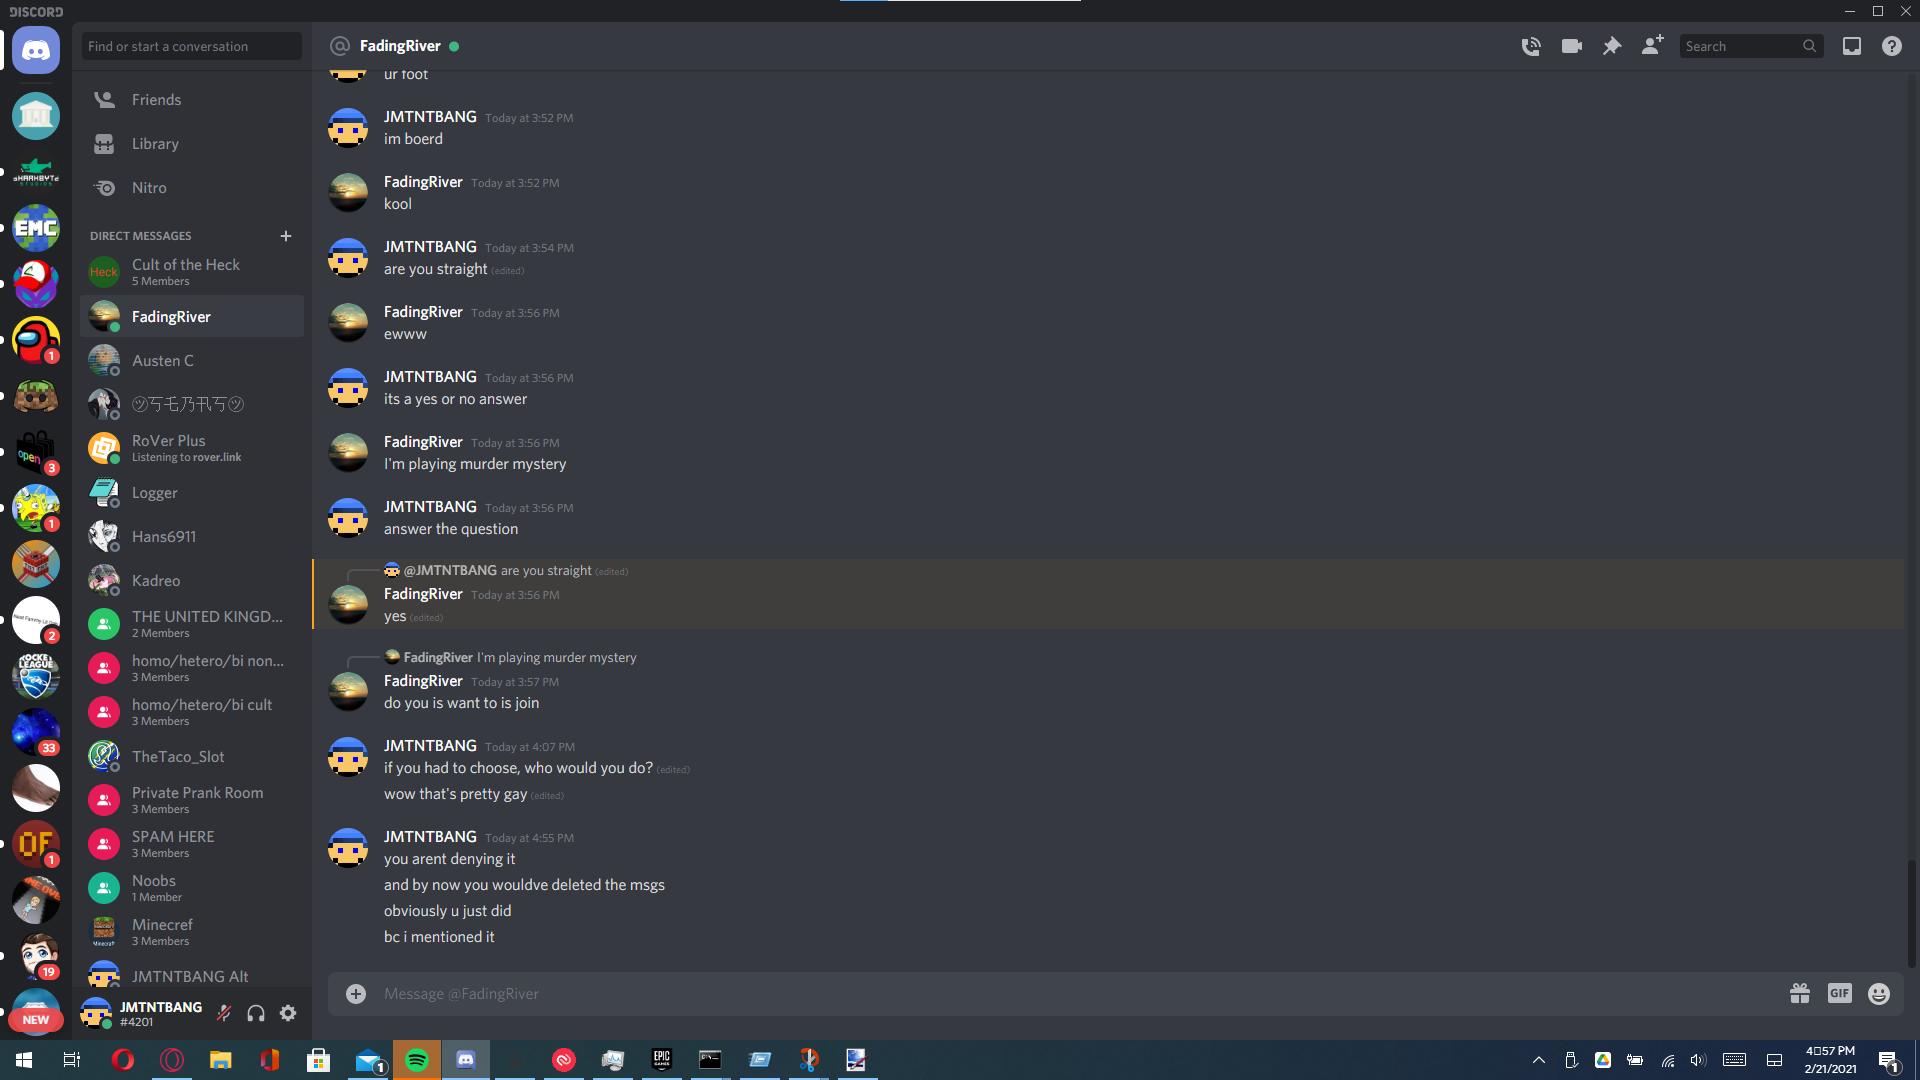 DISCORD
Find or start a conversation
Friends
Library
Nitro
DIRECT MESSAGES
Heck
Cult of the Heck
5 Members
FadingRiver
Austen C
RoVer Plus
Listening to rover.link
Logger
Hans6911
Kadreo
THE UNITED KINGD...
2 Members
homo/hetero/bi non...
3 Members
homo/hetero/bi cult
3 Members
TheTaco_Slot
Private Prank Room
3 Members
SPAM HERE
3 Members
Noobs
1 Member
Minecref
3 Members
JMTNTBANG Alt
JMTNTBANG
#4201
EMC
1
open
3
1
2
ROCKET LEAGUE
33
OF
1
19
NEW
@ FadingRiver
Search
ur foot
JMTNTBANG Today at 3:52 PM
im boerd
FadingRiver Today at 3:52 PM
kool
JMTNTBANG Today at 3:54 PM
are you straight (edited)
FadingRiver Today at 3:56 PM
ewww
JMTNTBANG Today at 3:56 PM
its a yes or no answer
FadingRiver Today at 3:56 PM
I'm playing murder mystery
JMTNTBANG Today at 3:56 PM
answer the question
@JMTNTBANG are you straight (edited)
FadingRiver Today at 3:56 PM
yes (edited)
FadingRiver I'm playing murder mystery
FadingRiver Today at 3:57 PM
do you is want to is join
JMTNTBANG Today at 4:07 PM
if you had to choose, who would you do? (edited)
wow that's pretty gay (edited)
JMTNTBANG Today at 4:55 PM
you arent denying it
and by now you wouldve deleted the msgs
obviously u just did
bc i mentioned it
Message @FadingRiver
GIF
1
EPIC GAMES
4:57 PM
2/21/2021
1